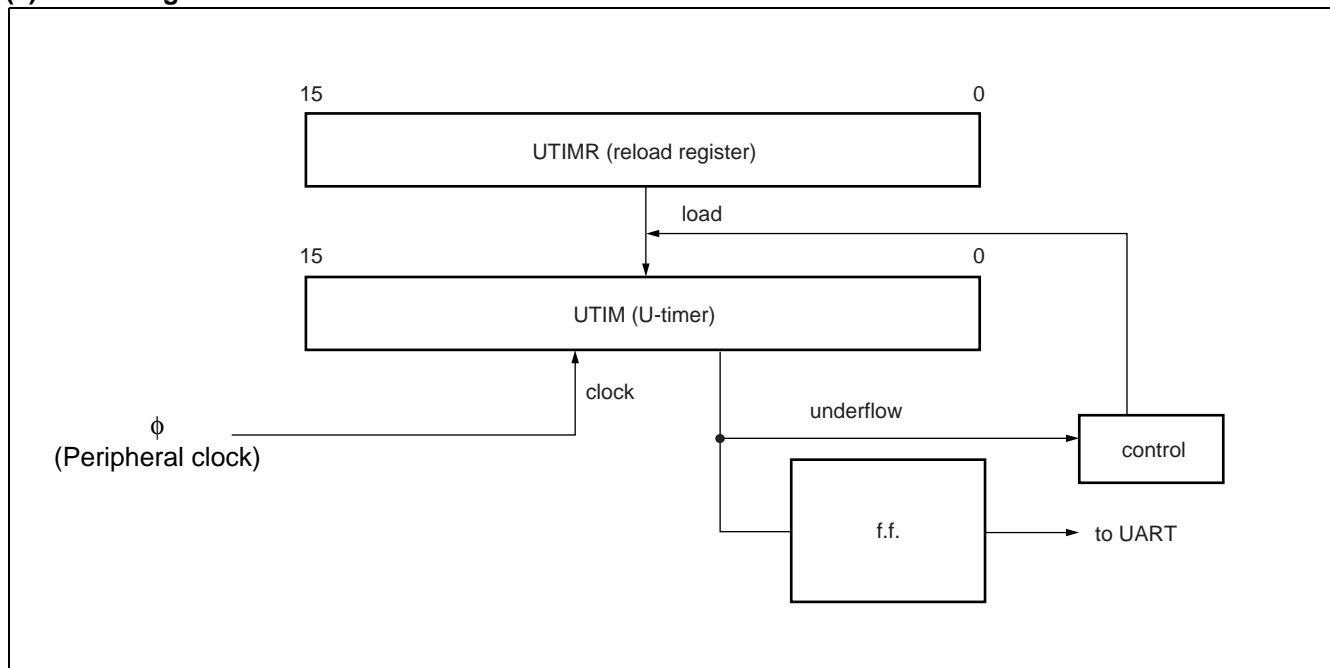 15
0
UTIMR (reload register)
load
15
0
UTIM (U-timer)
clock
underflow
ϕ
(Peripheral clock)
control
f.f.
to UART